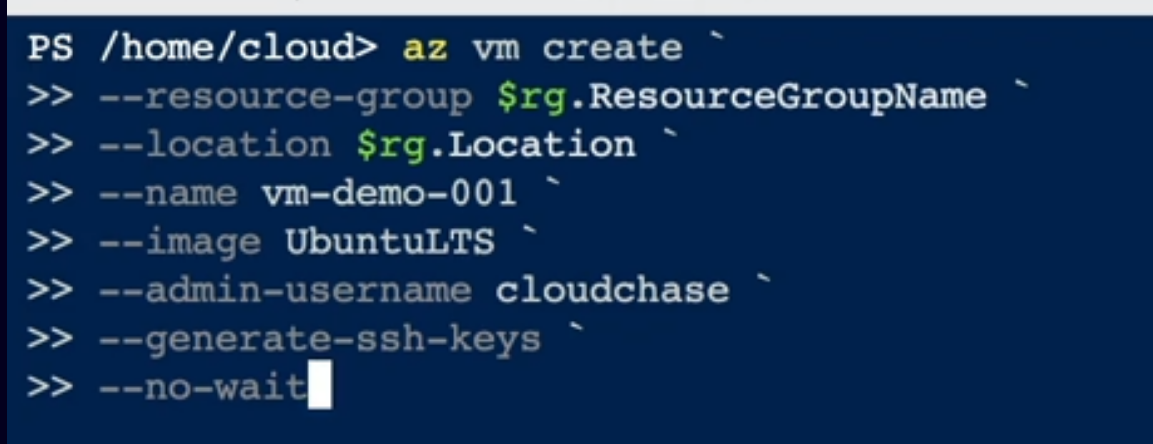 PS /home/cloud> az vm create `
>> --resource-group $rg.ResourceGroupName `
>> --location $rg.Location `
>> --name vm-demo-001 `
>> --image UbuntuLTS `
>> --admin-username cloudchase `
>> --generate-ssh-keys `
>> --no-wait